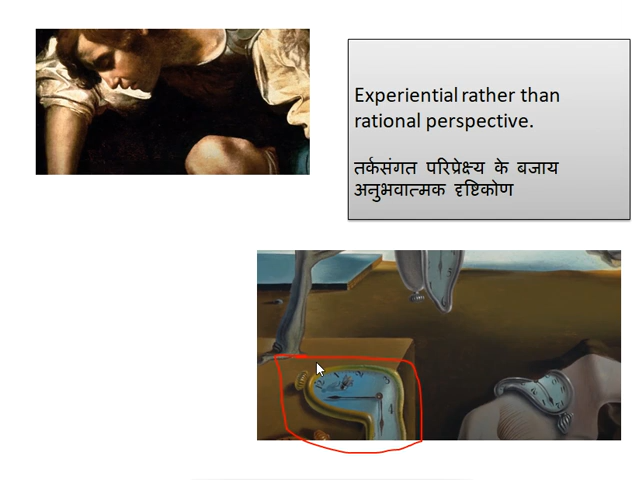 Experiential rather than
rational perspective.
तर्कसंगत परिप्रेक्ष्य के बजाय
अनुभवात्मक दृष्टिकोण